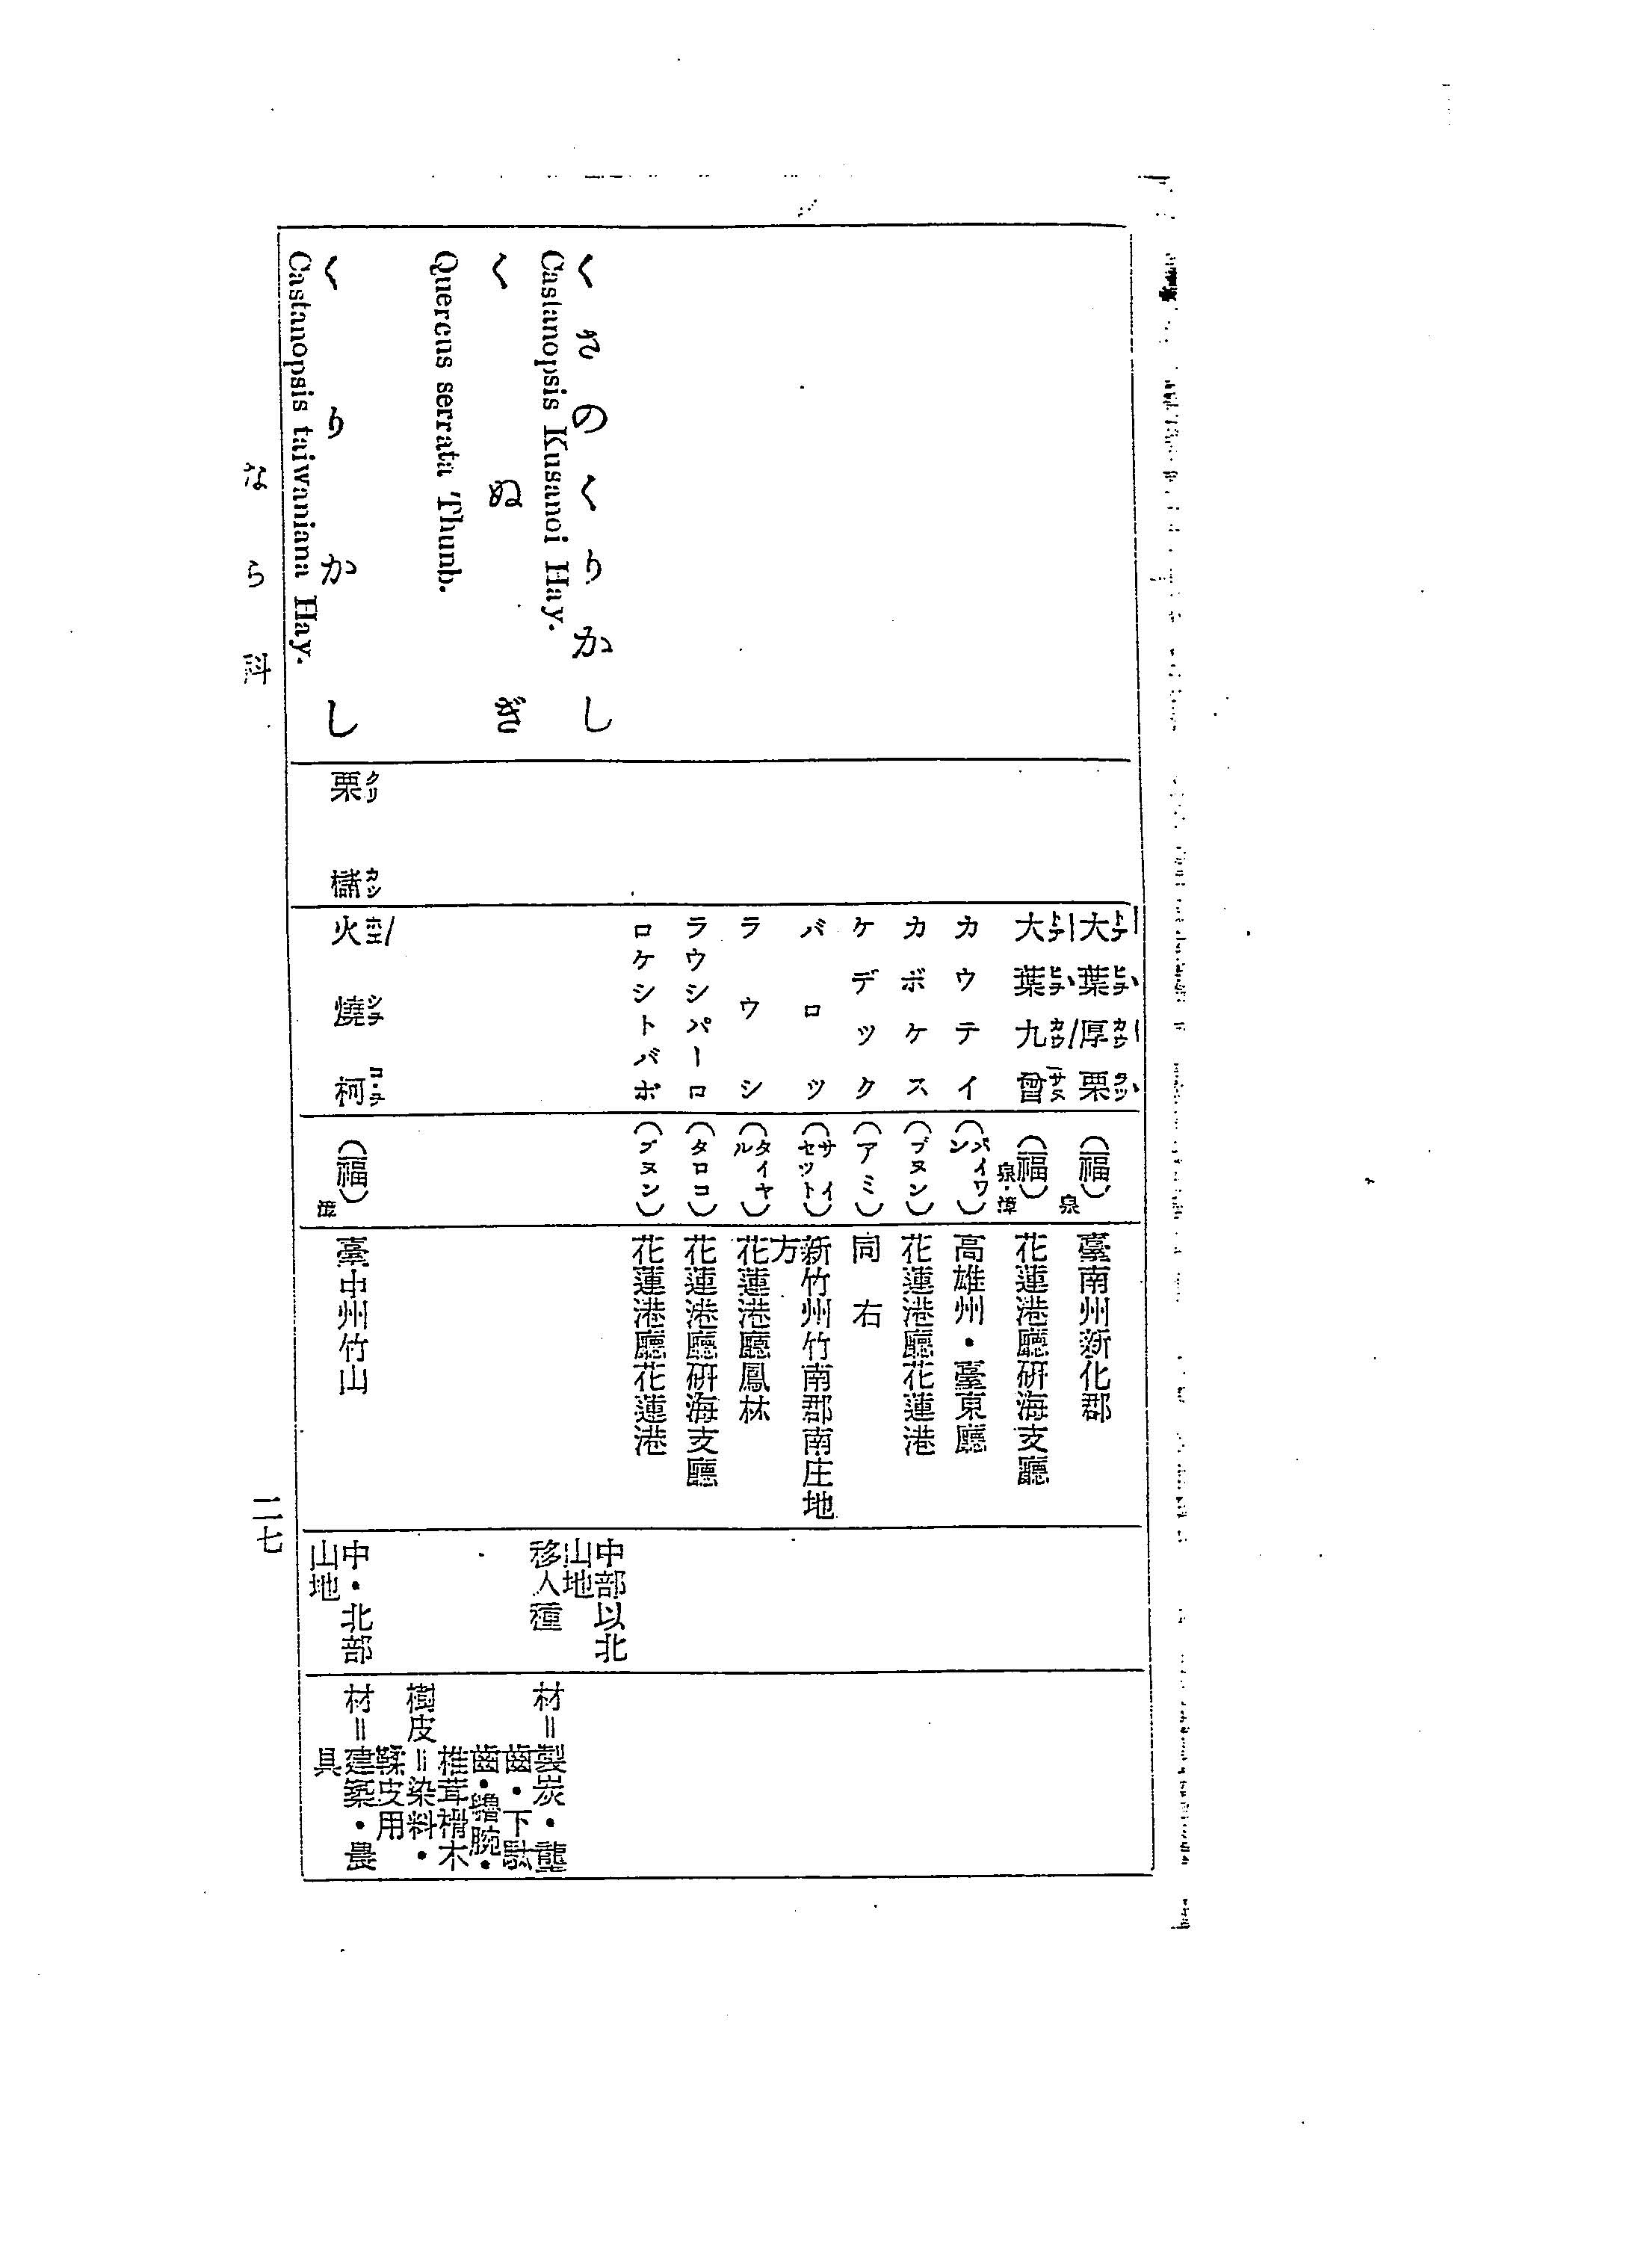 大葉厚栗 (福)泉 臺南州新化郡
大葉九曾 (福)泉・漳 花蓮港廳研海支廳
カウテイ (パイワン) 高雄州・臺東廳
カボケス (ブヌン) 花蓮港廳花蓮港
ケデツク (アミ) 同右
バロツ (サイセツト) 新竹州竹南郡南庄地方
ラウシ (タイヤル) 花蓮港廳鳳林
ラウシパーロ (タロコ) 花蓮港廳研海支廳
ロケシトバボ (ブヌン) 花蓮港廳花蓮港
くさのくりかし
Castanopsis Kusanoi Hay.
中部以北
山地
くぬぎ
Quercus serrata Thunb.
移入種
材=製炭・
齒・下駄
齒・腕・
椎茸榾木
樹皮=染料・
鞣皮用
くりかし
Castanopsis taiwaniana Hay.
栗クリ 櫧カシ
火燒柯 (福)漳 臺中州竹山
中・北部
山地
材=建築・農
具
なら科
二七